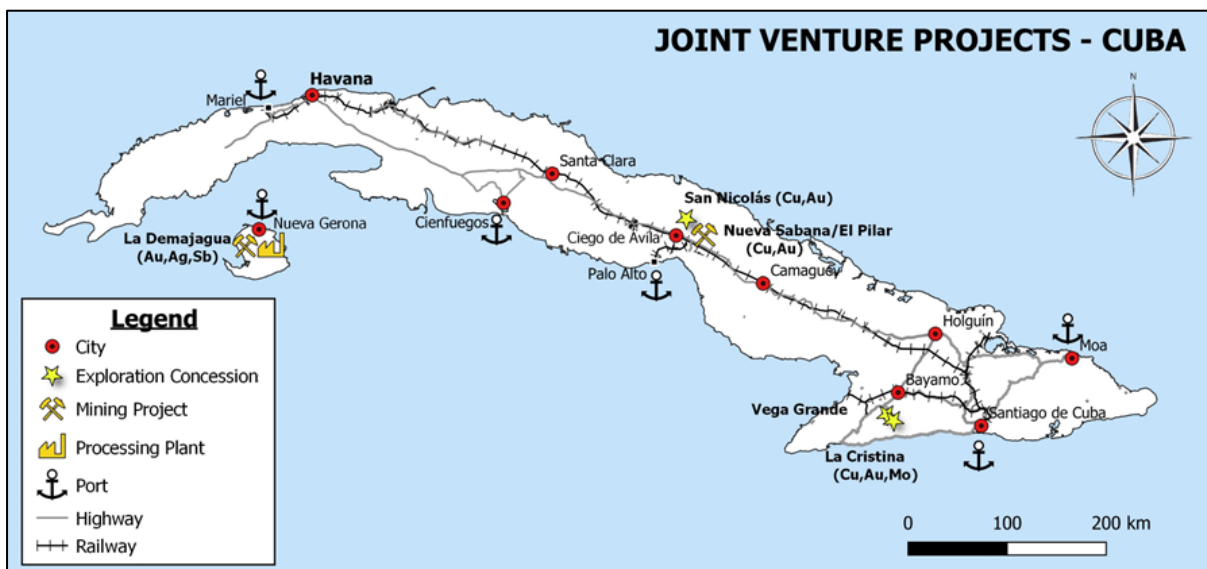 JOINT VENTURE PROJECTS - CUBA
N
Havana
Mariel
Santa Clara
San Nicolás (Cu,Au)
Nueva Gerona
Cienfuegos
Ciego de Ávila
Nueva Sabana/El Pilar
(Cu,Au)
La Demajagua
(Au,Ag,Sb)
Palo Alto
Camaguey
Holguín
Moa
Bayamo
Vega Grande
Santiago de Cuba
La Cristina
(Cu,Au,Mo)
Legend
City
Exploration Concession
Mining Project
Processing Plant
Port
Highway
Railway
0 100 200 km